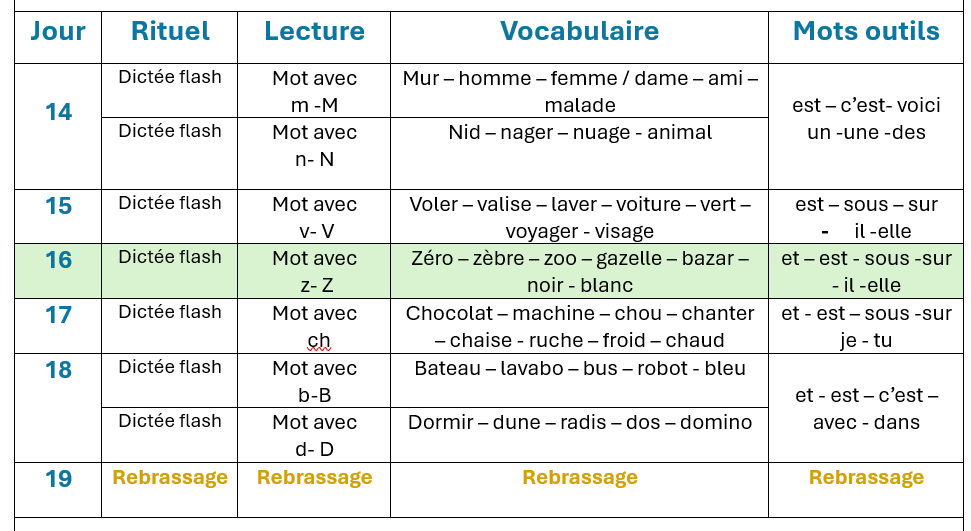 Jour Rituel Lecture Vocabulaire Mots outils
14
Dictée flash
Mot avec
m -M
Mur – homme – femme / dame – ami –
malade
est – c’est- voici
un -une -des
Dictée flash
Mot avec
n- N
Nid – nager – nuage - animal
15
Dictée flash
Mot avec
v- V
Voler – valise – laver – voiture – vert –
voyager - visage
est – sous – sur
- il -elle
16
Dictée flash
Mot avec
z- Z
Zéro – zèbre – zoo – gazelle – bazar –
noir - blanc
et – est - sous -sur
- il -elle
17
Dictée flash
Mot avec
ch
Chocolat – machine – chou – chanter
– chaise - ruche – froid – chaud
et - est – sous -sur
je - tu
18
Dictée flash
Mot avec
b-B
Bateau – lavabo – bus – robot - bleu
et - est – c’est –
avec - dans
Dictée flash
Mot avec
d- D
Dormir – dune – radis – dos – domino
19
Rebrassage Rebrassage Rebrassage Rebrassage